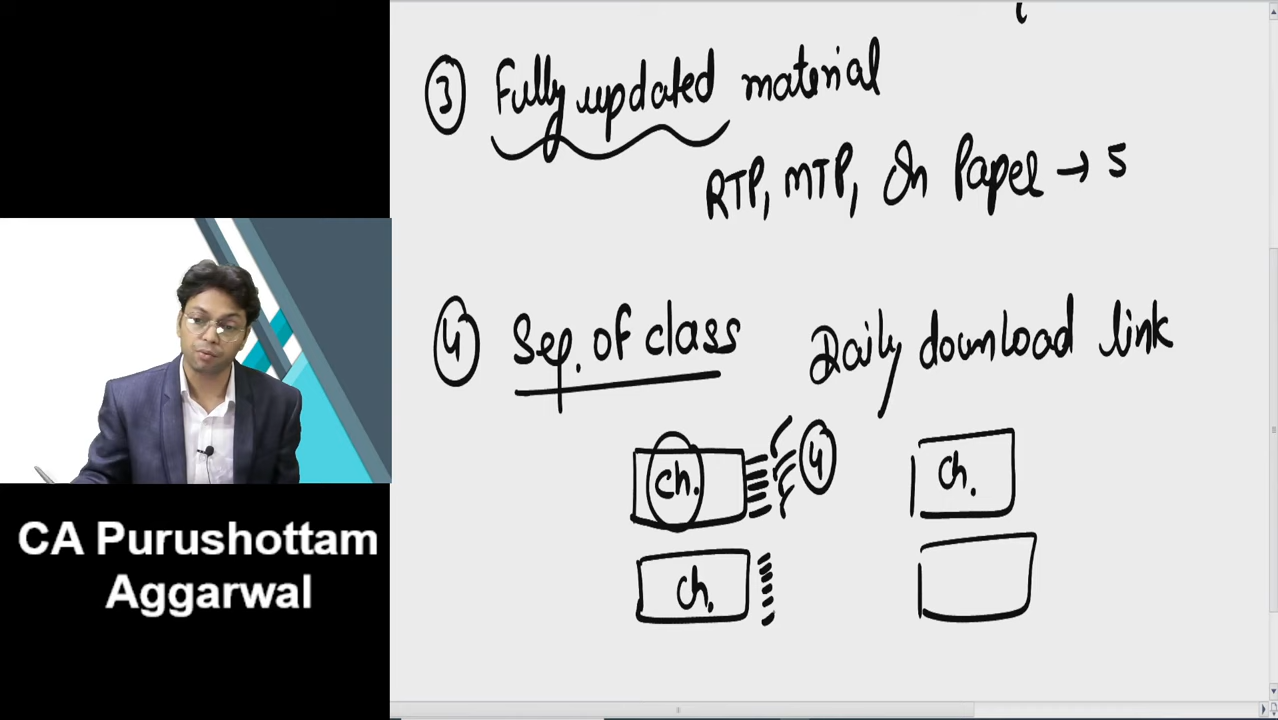 ③ Fully updated material
RTP, MTP, On Paper → 5
④ Seq. of class Daily download link
ch. ④ ch.
ch.
CA Purushottam
Aggarwal